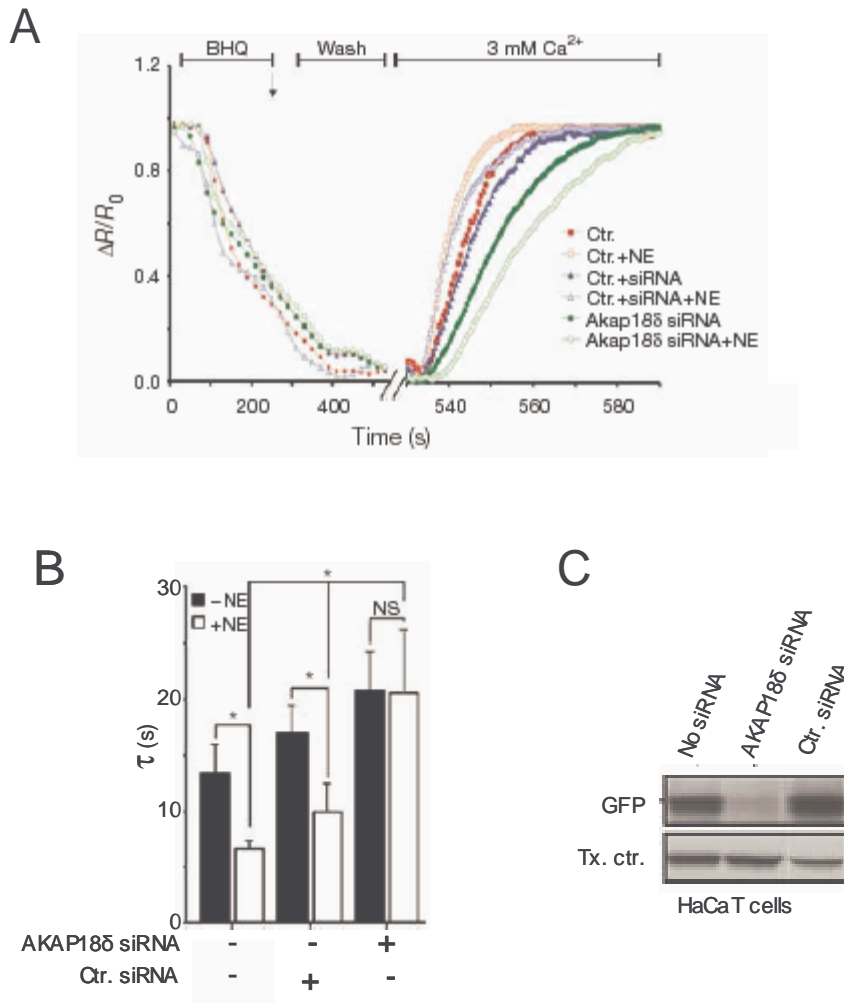 A
BHQ Wash 3 mM Ca2+
1.2
0.8
0.4
0.0
ΔR/R0
Ctr.
Ctr.+NE
Ctr.+siRNA
Ctr.+siRNA+NE
Akap18δ siRNA
Akap18δ siRNA+NE
0 200 400 540 560 580
Time (s)
B
30
20
10
0
τ (s)
– NE
+NE
*
*
*
NS
AKAP18δ siRNA - - +
Ctr. siRNA - + -
C
No siRNA
AKAP18δ siRNA
Ctr. siRNA
GFP
Tx. ctr.
HaCaT cells